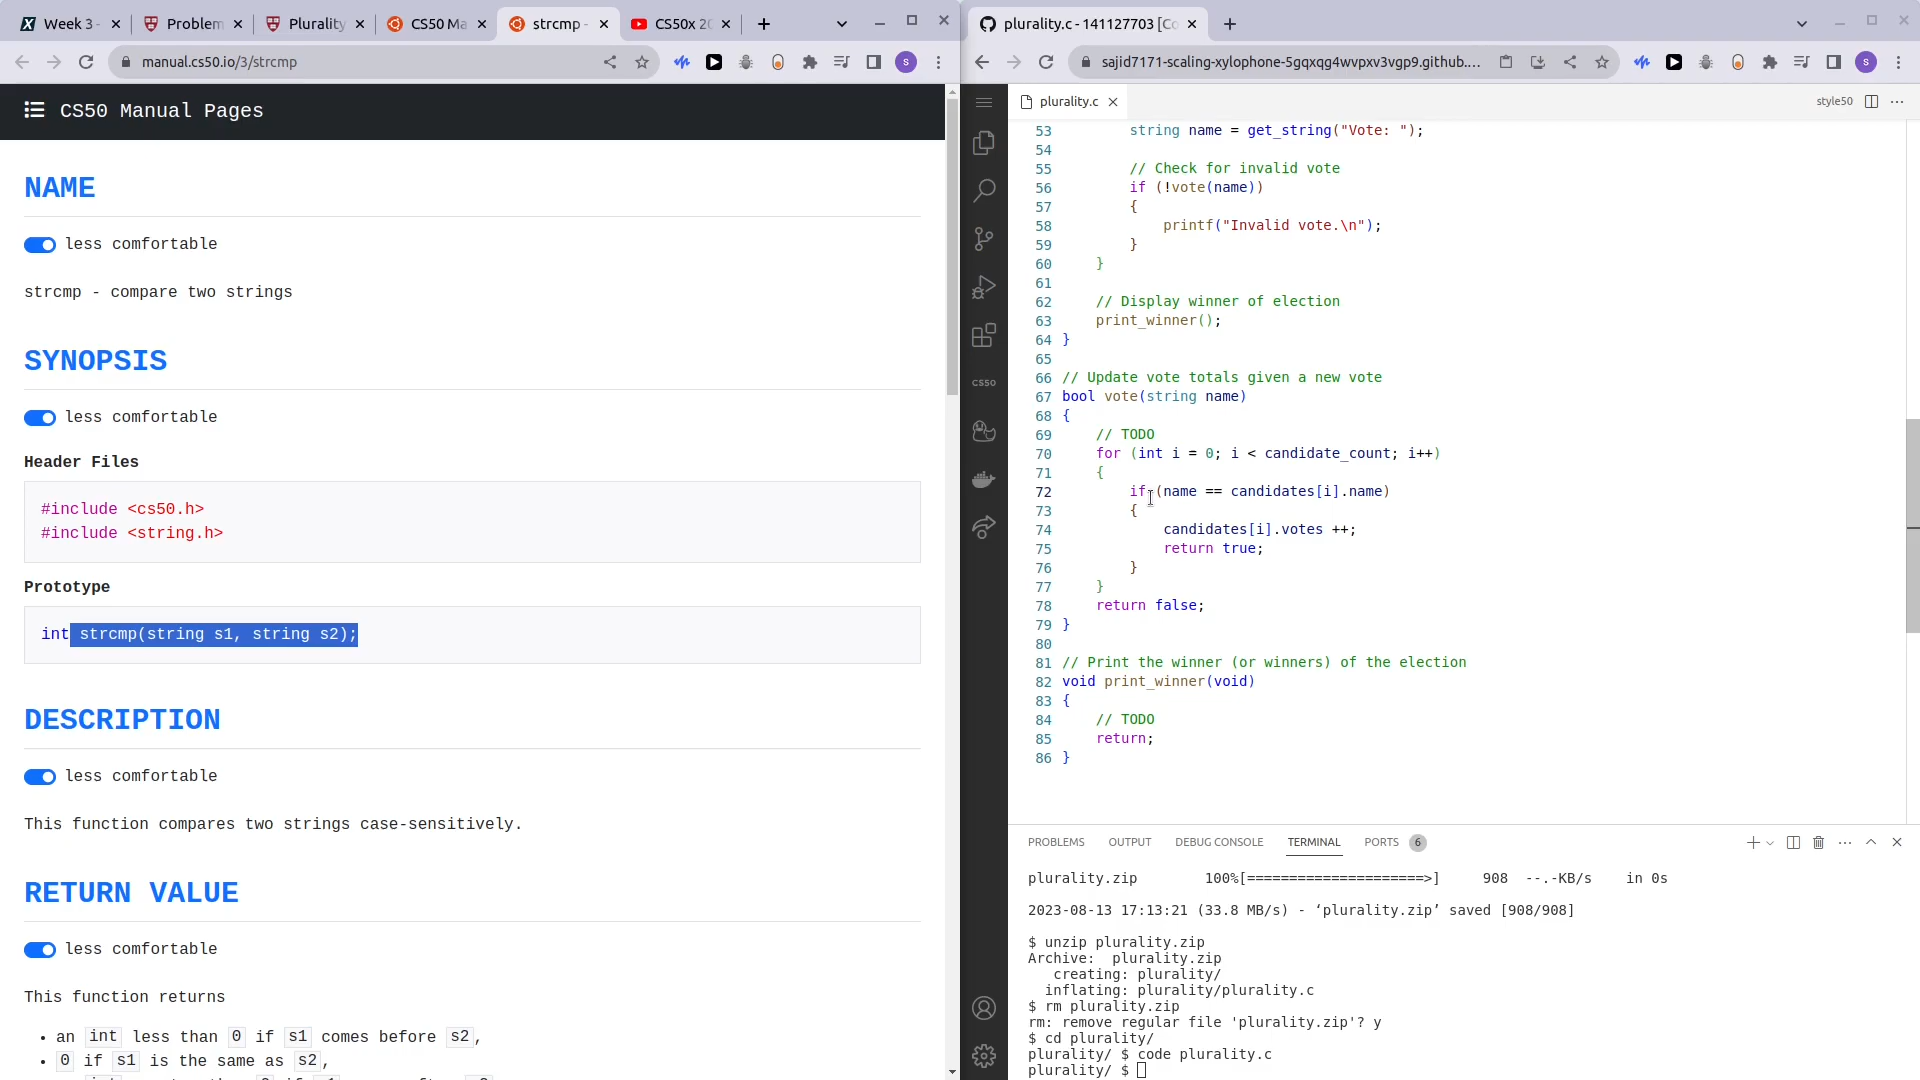 Week 3 -
Problem
Plurality
CS50 Ma
strcmp -
CS50x 20
manual.cs50.io/3/strcmp
S
CS50 Manual Pages
NAME
less comfortable
strcmp - compare two strings
SYNOPSIS
less comfortable
Header Files
#include <cs50.h>
#include <string.h>
Prototype
int strcmp(string s1, string s2);
DESCRIPTION
less comfortable
This function compares two strings case-sensitively.
RETURN VALUE
less comfortable
This function returns
• an int less than 0 if s1 comes before s2,
• 0 if s1 is the same as s2,
plurality.c - 141127703 [Co
sajid7171-scaling-xylophone-5gqxqg4wvpxv3vgp9.github....
S
plurality.c
style50
CS50
53 string name = get_string("Vote: ");
54
55 // Check for invalid vote
56 if (!vote(name))
57 {
58 printf("Invalid vote.\n");
59 }
60 }
61
62 // Display winner of election
63 print_winner();
64 }
65
66 // Update vote totals given a new vote
67 bool vote(string name)
68 {
69 // TODO
70 for (int i = 0; i < candidate_count; i++)
71 {
72 if (name == candidates[i].name)
73 {
74 candidates[i].votes ++;
75 return true;
76 }
77 }
78 return false;
79 }
80
81 // Print the winner (or winners) of the election
82 void print_winner(void)
83 {
84 // TODO
85 return;
86 }
PROBLEMS OUTPUT DEBUG CONSOLE TERMINAL PORTS 6
plurality.zip 100%[=====================>] 908 --.-KB/s in 0s
2023-08-13 17:13:21 (33.8 MB/s) - ‘plurality.zip’ saved [908/908]
$ unzip plurality.zip
Archive: plurality.zip
creating: plurality/
inflating: plurality/plurality.c
$ rm plurality.zip
rm: remove regular file 'plurality.zip'? y
$ cd plurality/
plurality/ $ code plurality.c
plurality/ $